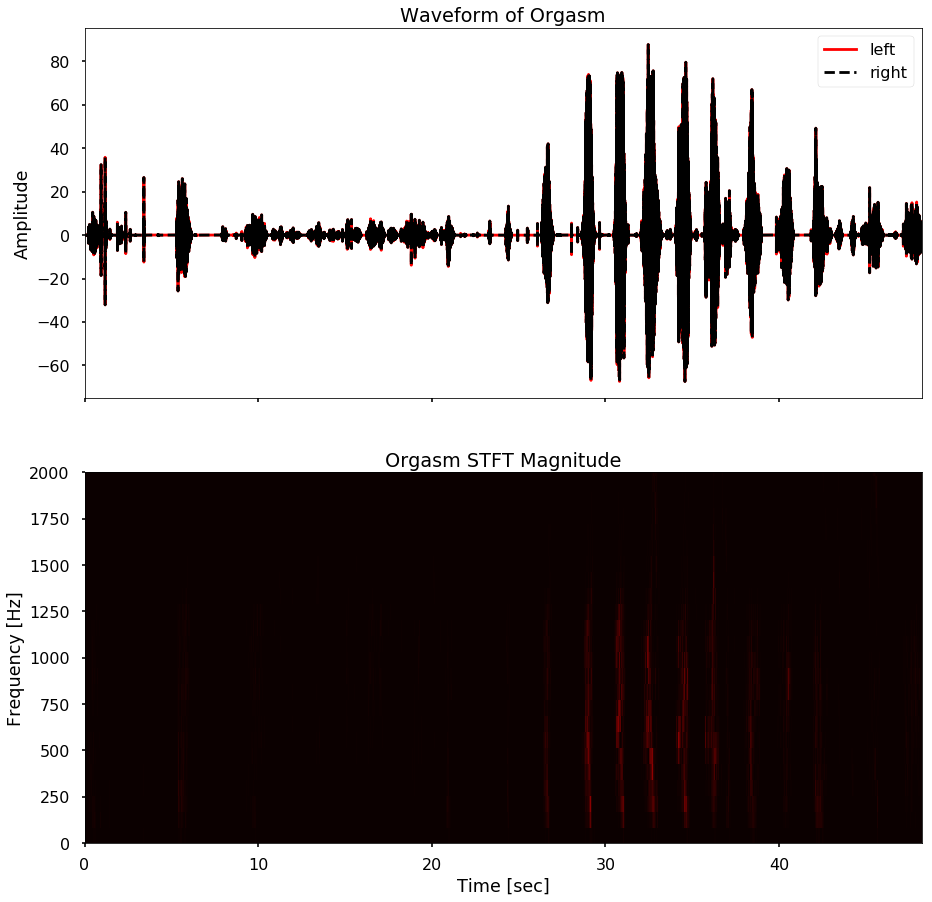 Waveform of Orgasm
left
right
80
60
40
20
0
−20
−40
−60
Amplitude
Orgasm STFT Magnitude
2000
1750
1500
1250
1000
750
500
250
0
Frequency [Hz]
0 10 20 30 40
Time [sec]